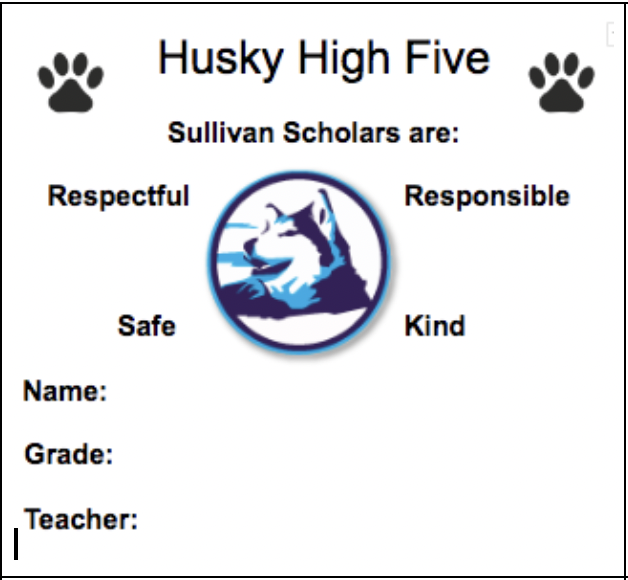 Husky High Five
Sullivan Scholars are:
Respectful Responsible
Safe Kind
Name:
Grade:
Teacher: